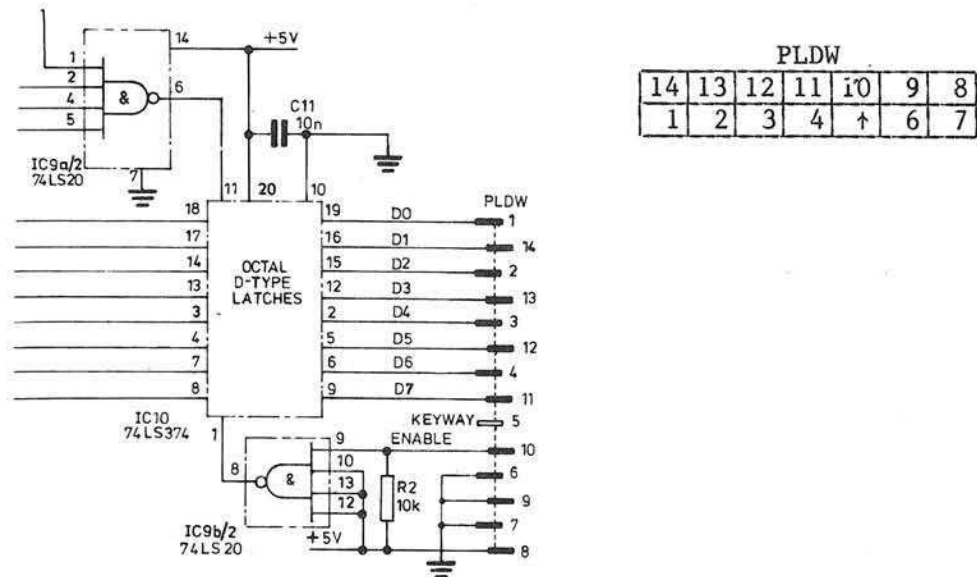 14
+5V
1
2
&
6
4
5
C11
10n
IC9a/2
74LS20
7
11
20
10
PLDW
18
19
D0
1
17
16
D1
14
14
OCTAL
D-TYPE
LATCHES
15
D2
2
13
12
D3
13
3
2
D4
3
4
5
D5
12
7
6
D6
4
8
9
D7
11
IC10
74LS374
1
KEYWAY
5
9
ENABLE
10
8
&
10
13
12
R2
10k
6
9
7
IC9b/2
74LS20
+5V
8
PLDW
14 13 12 11 10 9 8
1 2 3 4 ↑ 6 7